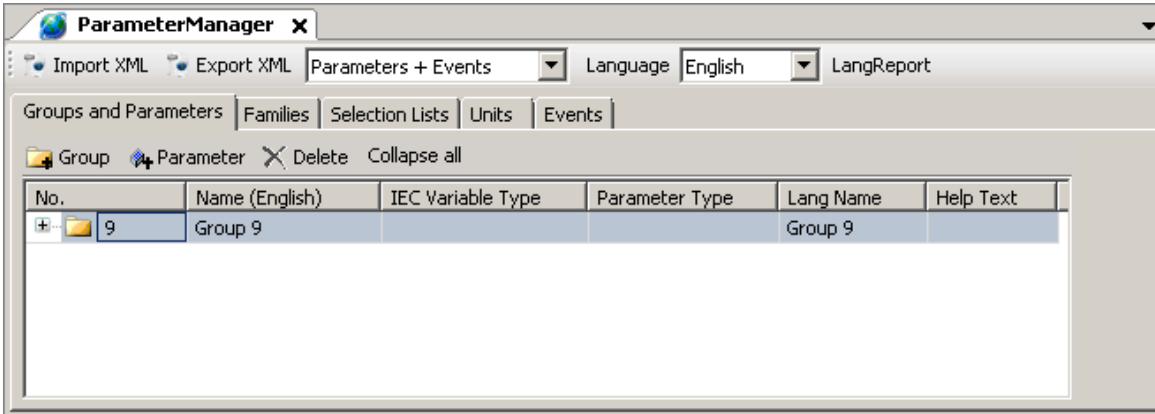 ParameterManager X
Import XML Export XML Parameters + Events Language English LangReport
Groups and Parameters Families Selection Lists Units Events
Group Parameter Delete Collapse all
No. Name (English) IEC Variable Type Parameter Type Lang Name Help Text
9 Group 9 Group 9